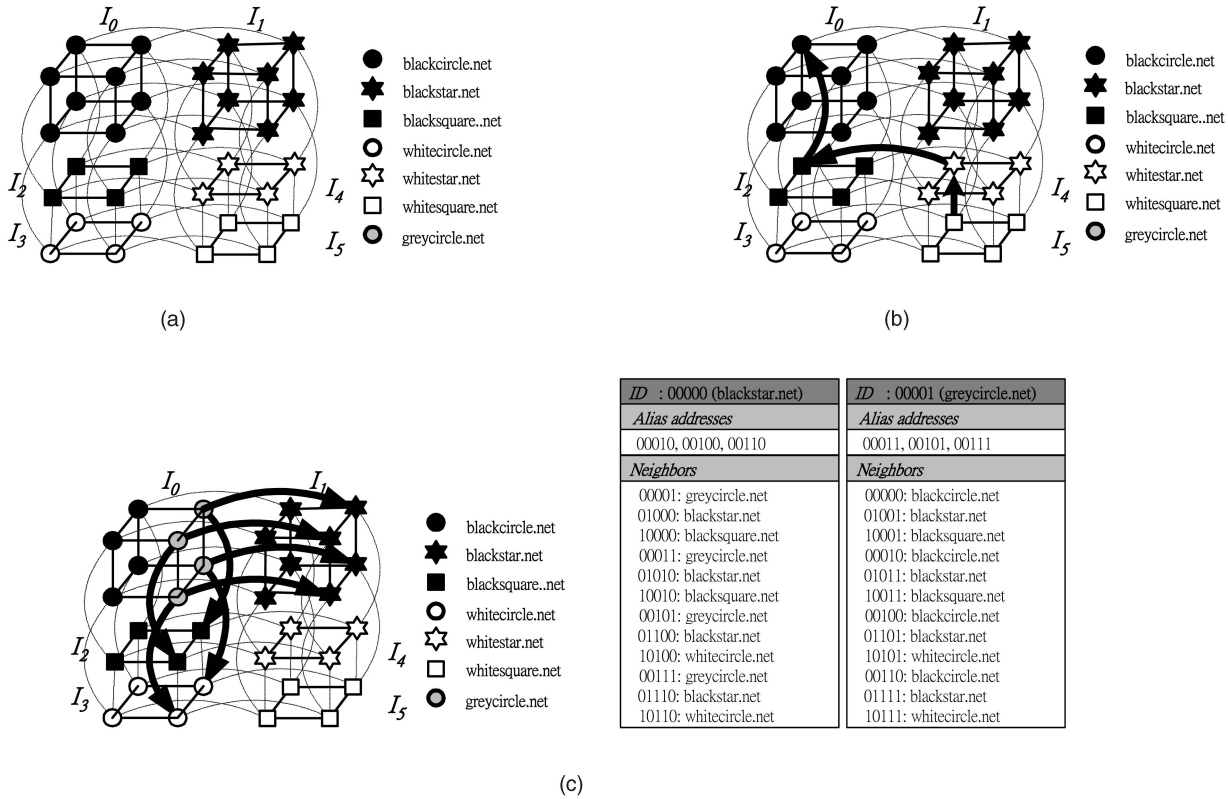 I0 I1
blackcircle.net
blackstar.net
blacksquare..net
whitecircle.net
whitestar.net
whitesquare.net
greycircle.net
I2
I3
I4
I5
(a)
I0 I1
blackcircle.net
blackstar.net
blacksquare..net
whitecircle.net
whitestar.net
whitesquare.net
greycircle.net
I2
I3
I4
I5
(b)
I0 I1
blackcircle.net
blackstar.net
blacksquare..net
whitecircle.net
whitestar.net
whitesquare.net
greycircle.net
I2
I3
I4
I5
ID : 00000 (blackstar.net)
Alias addresses
00010, 00100, 00110
Neighbors
00001: greycircle.net
01000: blackstar.net
10000: blacksquare.net
00011: greycircle.net
01010: blackstar.net
10010: blacksquare.net
00101: greycircle.net
01100: blackstar.net
10100: whitecircle.net
00111: greycircle.net
01110: blackstar.net
10110: whitecircle.net
ID : 00001 (greycircle.net)
Alias addresses
00011, 00101, 00111
Neighbors
00000: blackcircle.net
01001: blackstar.net
10001: blacksquare.net
00010: blackcircle.net
01011: blackstar.net
10011: blacksquare.net
00100: blackcircle.net
01101: blackstar.net
10101: whitecircle.net
00110: blackcircle.net
01111: blackstar.net
10111: whitecircle.net
(c)